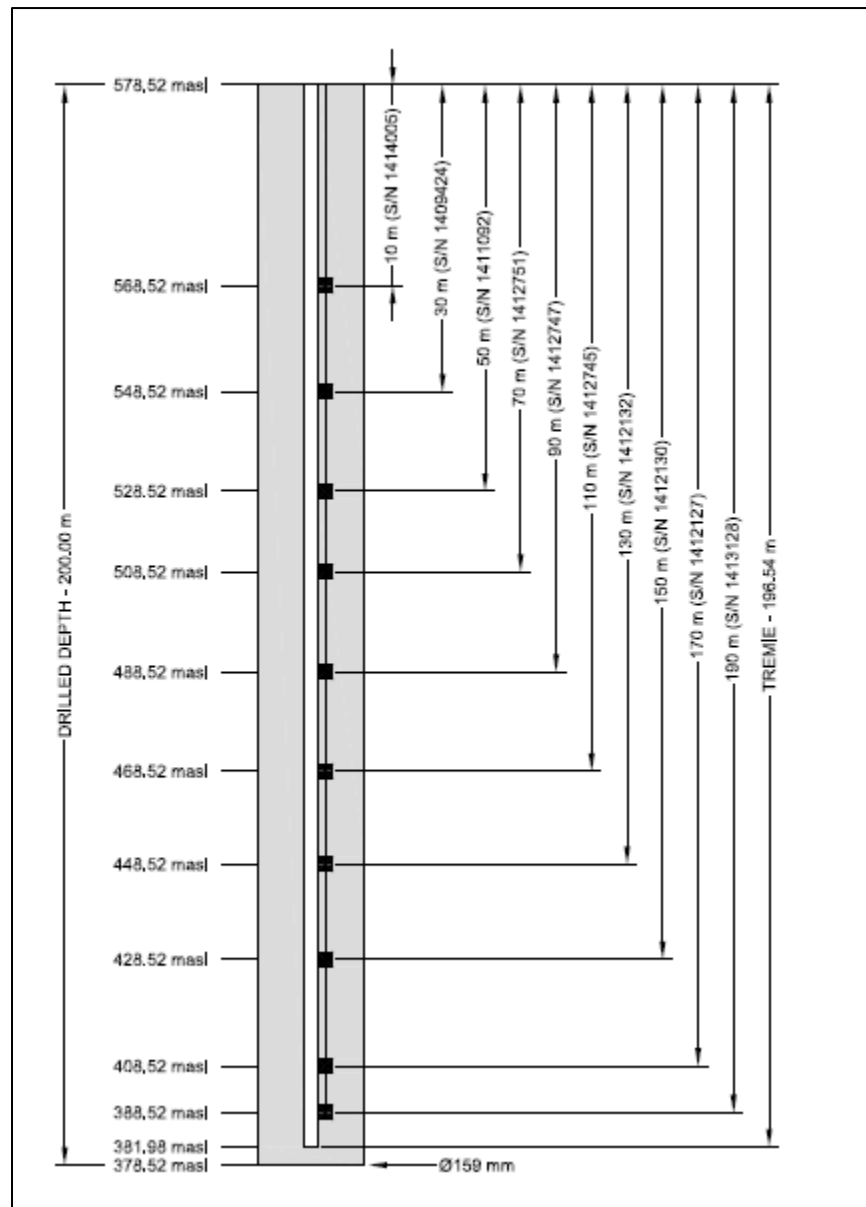 578.52 masl
568.52 masl
548.52 masl
528.52 masl
508.52 masl
488.52 masl
468.52 masl
448.52 masl
428.52 masl
408.52 masl
388.52 masl
381.98 masl
378.52 masl
DRILLED DEPTH - 200.00 m
10 m (S/N 1414005)
30 m (S/N 1409424)
50 m (S/N 1411092)
70 m (S/N 1412751)
90 m (S/N 1412747)
110 m (S/N 1412745)
130 m (S/N 1412132)
150 m (S/N 1412130)
170 m (S/N 1412127)
190 m (S/N 1413128)
TREMIE - 196.54 m
Ø159 mm